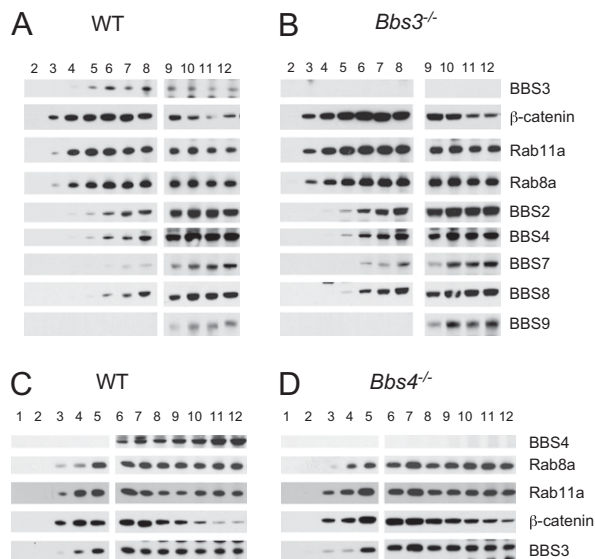 A WT B Bbs3-/-
2 3 4 5 6 7 8 9 10 11 12 2 3 4 5 6 7 8 9 10 11 12
BBS3
β-catenin
Rab11a
Rab8a
BBS2
BBS4
BBS7
BBS8
BBS9
C WT D Bbs4-/-
1 2 3 4 5 6 7 8 9 10 11 12 1 2 3 4 5 6 7 8 9 10 11 12
BBS4
Rab8a
Rab11a
β-catenin
BBS3